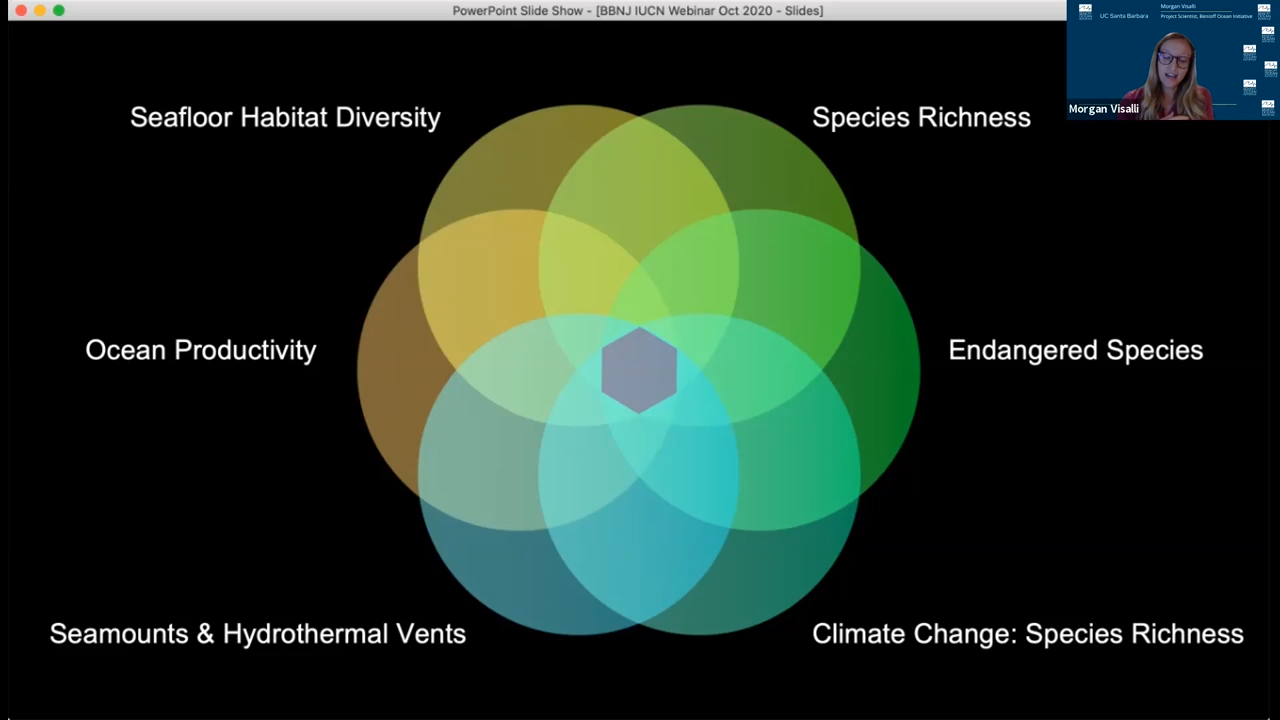 PowerPoint Slide Show - [BBNJ IUCN Webinar Oct 2020 - Slides]
UC Santa Barbara
Morgan Visalli
Project Scientist, Benioff Ocean Initiative
Morgan Visalli
Seafloor Habitat Diversity
Species Richness
Ocean Productivity
Endangered Species
Seamounts & Hydrothermal Vents
Climate Change: Species Richness